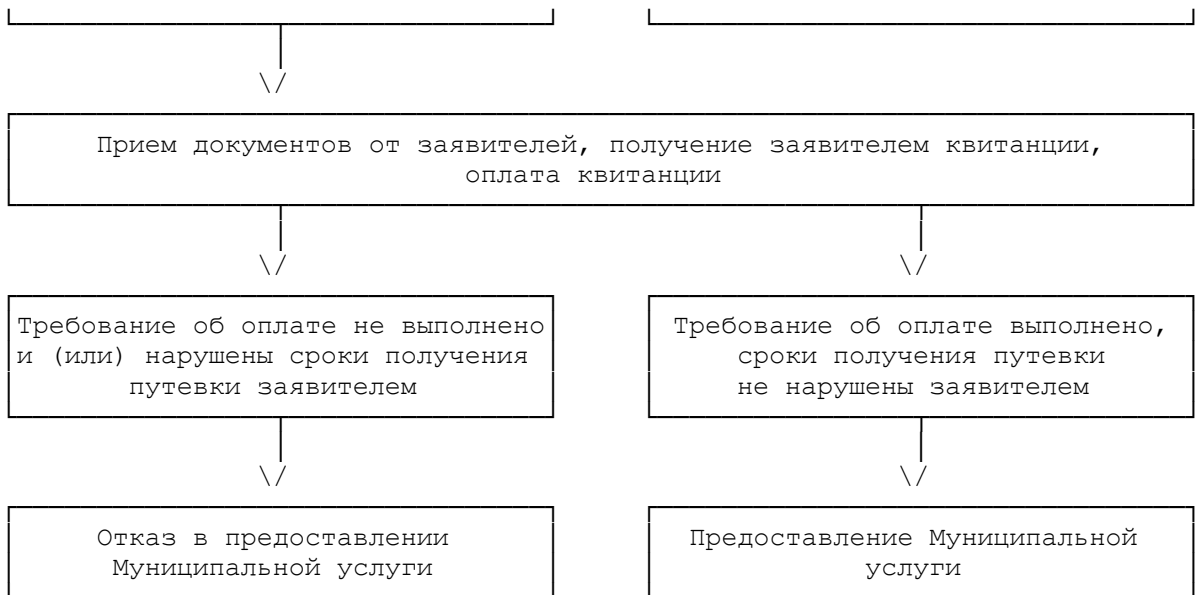 Прием документов от заявителей, получение заявителем квитанции,
оплата квитанции
Требование об оплате не выполнено
и (или) нарушены сроки получения
путевки заявителем
Требование об оплате выполнено,
сроки получения путевки
не нарушены заявителем
Отказ в предоставлении
Муниципальной услуги
Предоставление Муниципальной
услуги